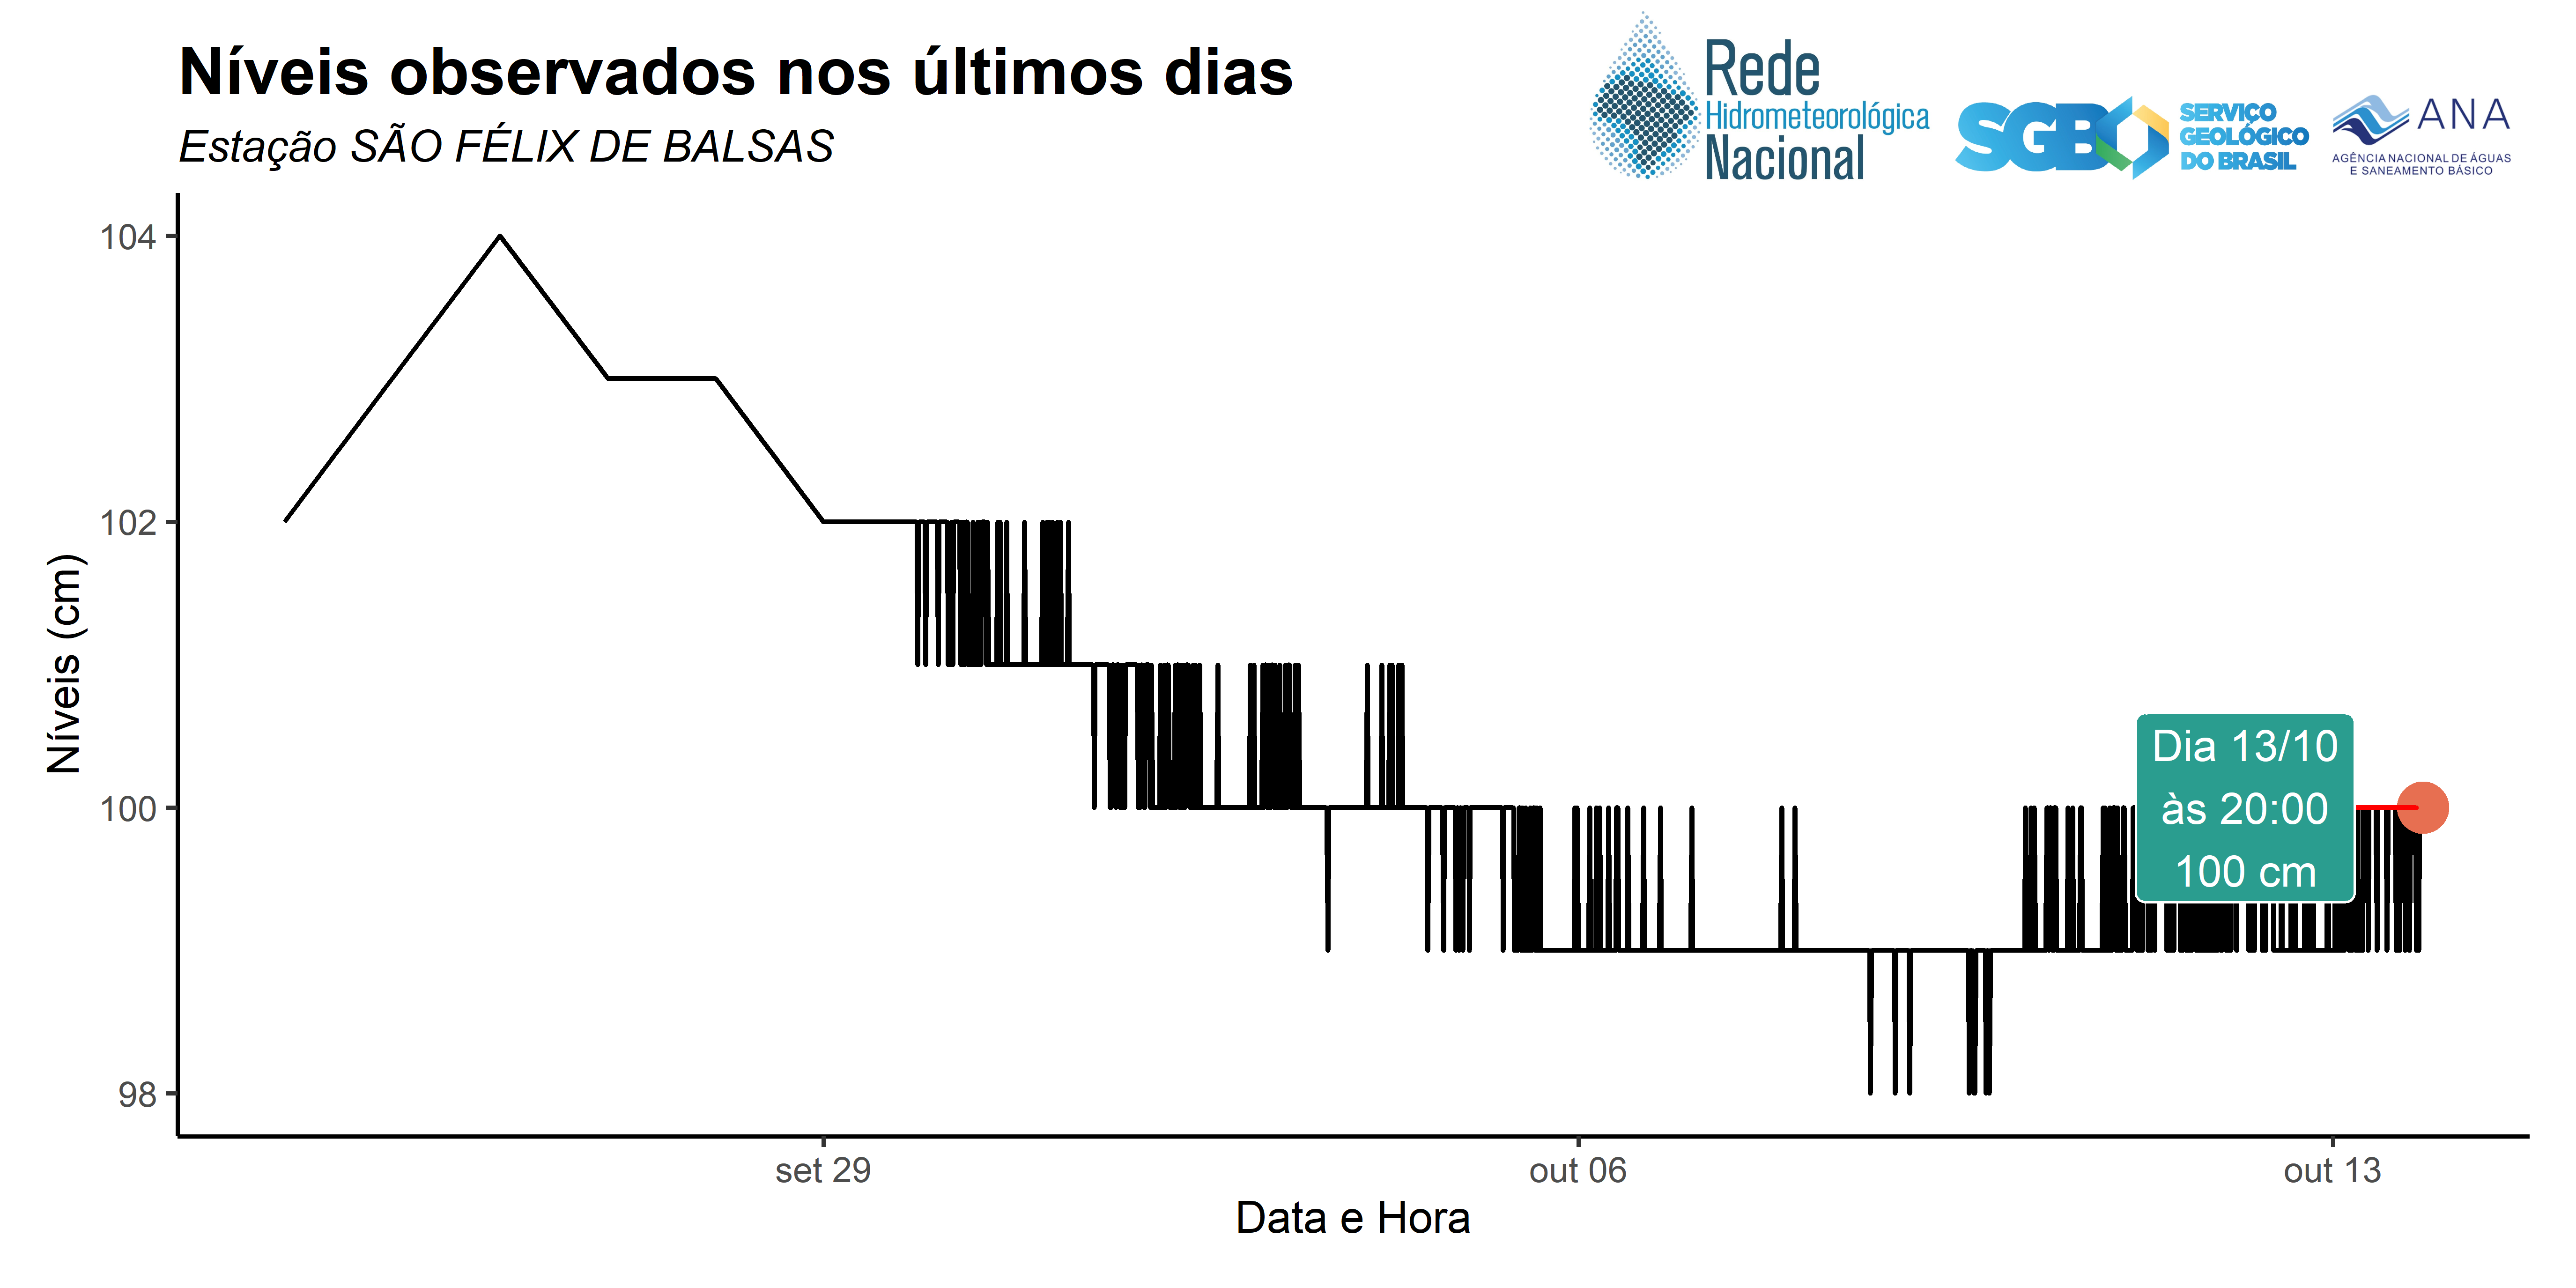 Níveis observados nos últimos dias
Estação SÃO FÉLIX DE BALSAS
Rede
Hidrometeorológica
Nacional
SGB
SERVIÇO
GEOLÓGICO
DO BRASIL
ANA
AGÊNCIA NACIONAL DE ÁGUAS
E SANEAMENTO BÁSICO
104
102
100
98
Níveis (cm)
Dia 13/10
às 20:00
100 cm
set 29
out 06
out 13
Data e Hora